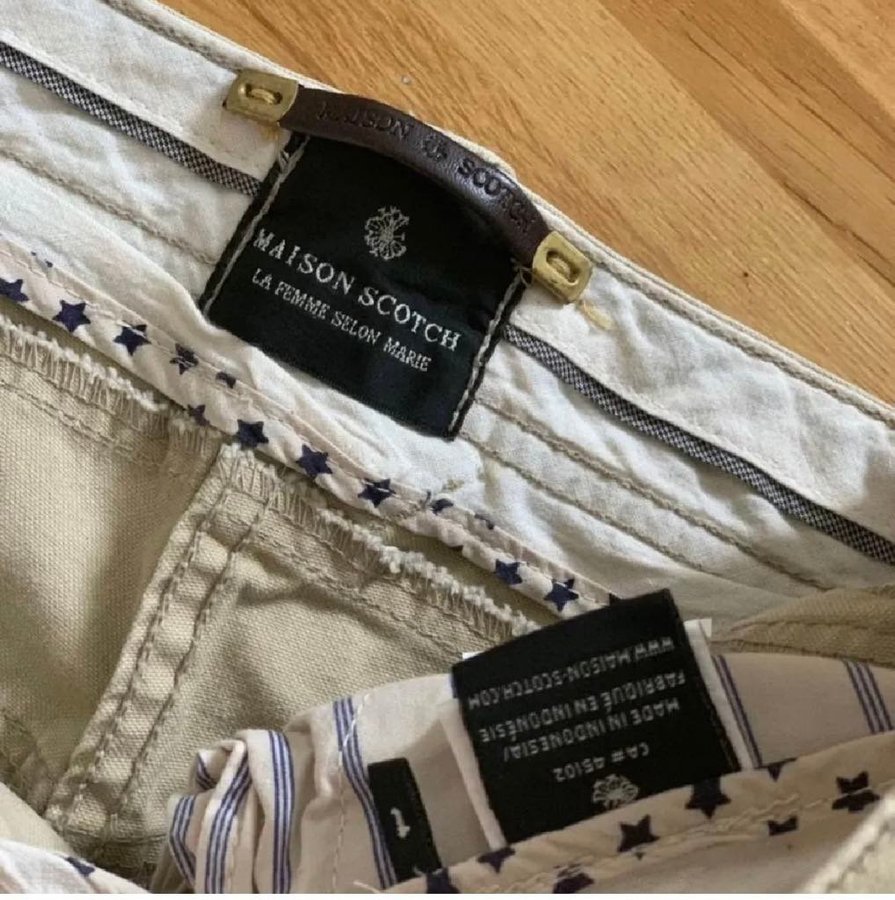 MAISON SCOTCH
MAISON SCOTCH
LA FEMME SELON MARIE
CA# 45102
MADE IN INDONESIA/
FABRIQUÉ EN INDONÉSIE
WWW.MAISON-SCOTCH.COM
1